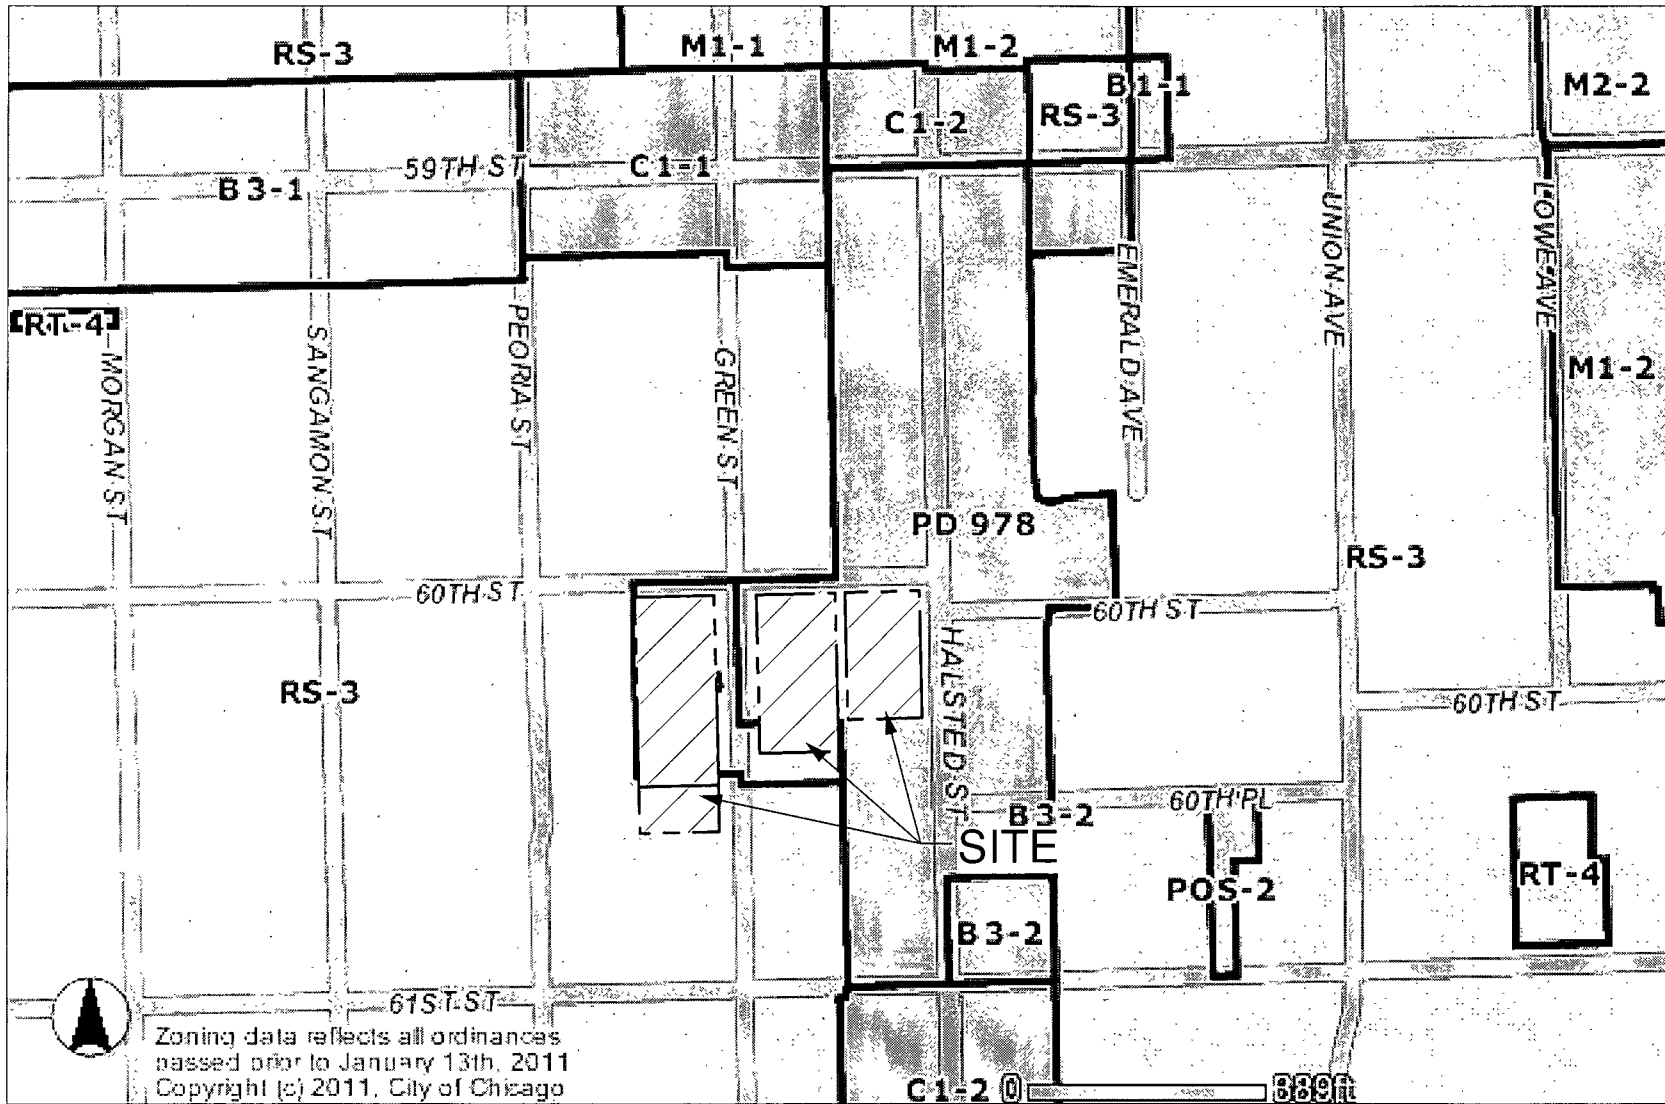 RS-3
M1-1
M1-2
B1-1
M2-2
C1-2
RS-3
59TH ST
C1-1
B3-1
UNION AVE
LOWE AVE
EMERALD AVE
RT-4
MORGAN ST
SANGAMON ST
PEORIA ST
GREEN ST
M1-2
PD 978
RS-3
60TH ST
60TH ST
HALSTED ST
RS-3
60TH ST
60TH PL
B3-2
SITE
POS-2
RT-4
B3-2
61ST ST
Zoning data reflects all ordinances
passed prior to January 13th, 2011
Copyright (c) 2011, City of Chicago
C1-2
0
889ft